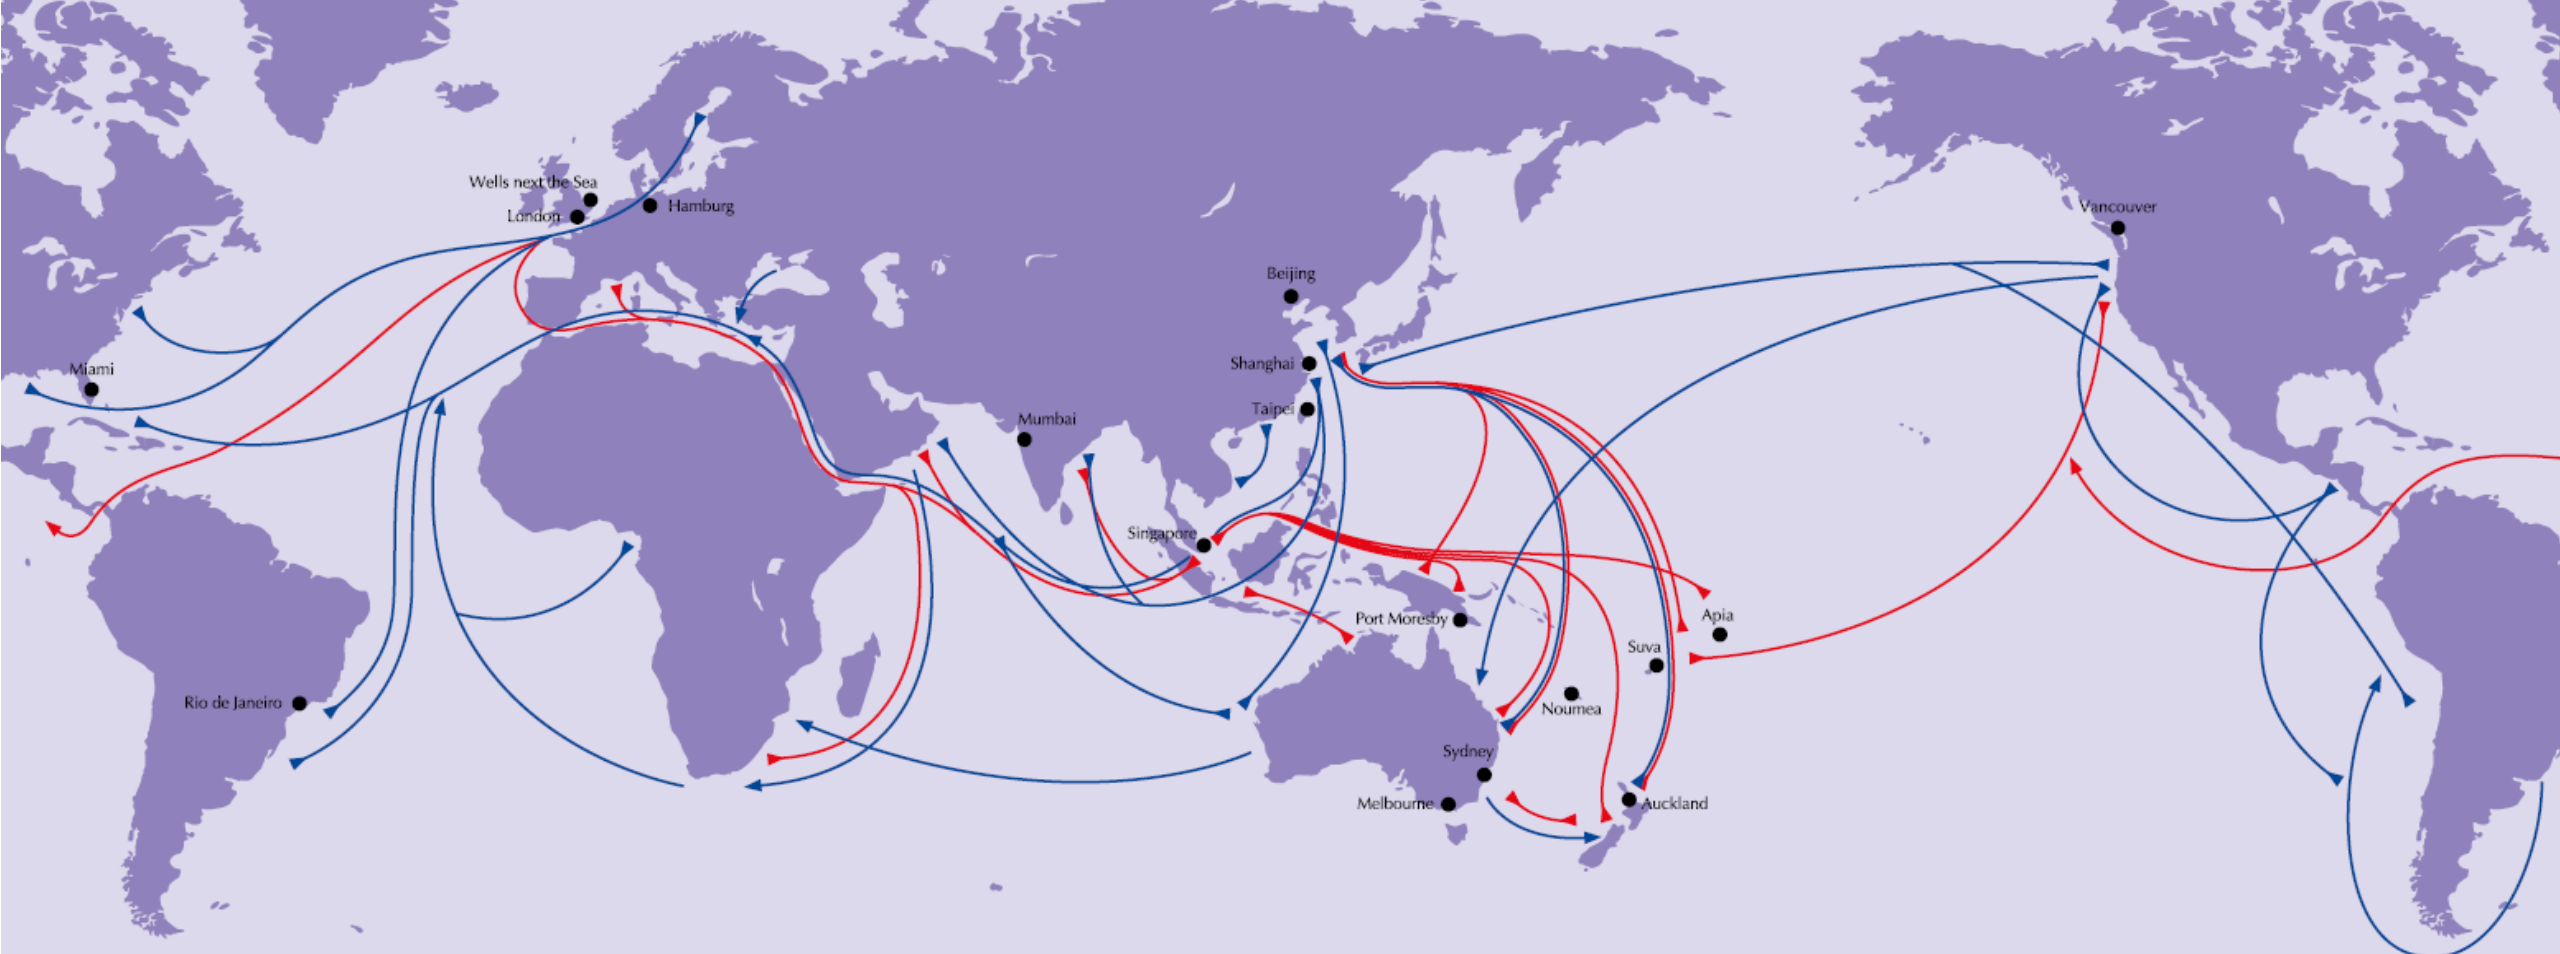 Wells next the Sea
London
Hamburg
Vancouver
Beijing
Shanghai
Miami
Taipei
Mumbai
Singapore
Port Moresby
Apia
Suva
Rio de Janeiro
Noumea
Sydney
Melbourne
Auckland